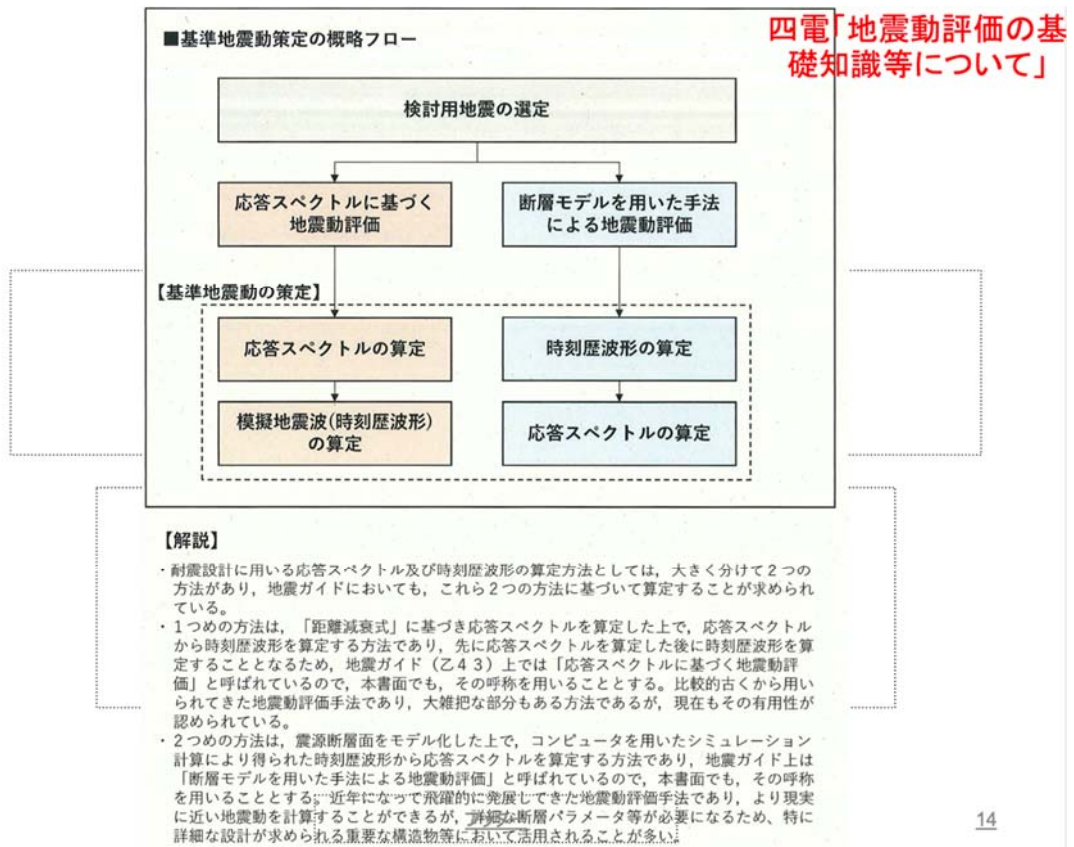 四電「地震動評価の基
礎知識等について」
■基準地震動策定の概略フロー
検討用地震の選定
応答スペクトルに基づく
地震動評価
断層モデルを用いた手法
による地震動評価
【基準地震動の策定】
応答スペクトルの算定
時刻歴波形の算定
模擬地震波(時刻歴波形)
の算定
応答スペクトルの算定
【解説】
・耐震設計に用いる応答スペクトル及び時刻歴波形の算定方法としては，大きく分けて２つの
方法があり，地震ガイドにおいても，これら２つの方法に基づいて算定することが求められ
ている。
・１つめの方法は，「距離減衰式」に基づき応答スペクトルを算定した上で，応答スペクトル
から時刻歴波形を算定する方法であり，先に応答スペクトルを算定した後に時刻歴波形を算
定することとなるため，地震ガイド（乙４３）上では「応答スペクトルに基づく地震動評
価」と呼ばれているので，本書面でも，その呼称を用いることとする。比較的古くから用い
られてきた地震動評価手法であり，大雑把な部分もある方法であるが，現在もその有用性が
認められている。
・２つめの方法は，震源断層面をモデル化した上で，コンピュータを用いたシミュレーション
計算により得られた時刻歴波形から応答スペクトルを算定する方法であり，地震ガイド上は
「断層モデルを用いた手法による地震動評価」と呼ばれているので，本書面でも，その呼称
を用いることとする。近年になって飛躍的に発展してきた地震動評価手法であり，より現実
に近い地震動を計算することができるが，詳細な断層パラメータ等が必要になるため、特に
詳細な設計が求められる重要な構造物等において活用されることが多い。
14